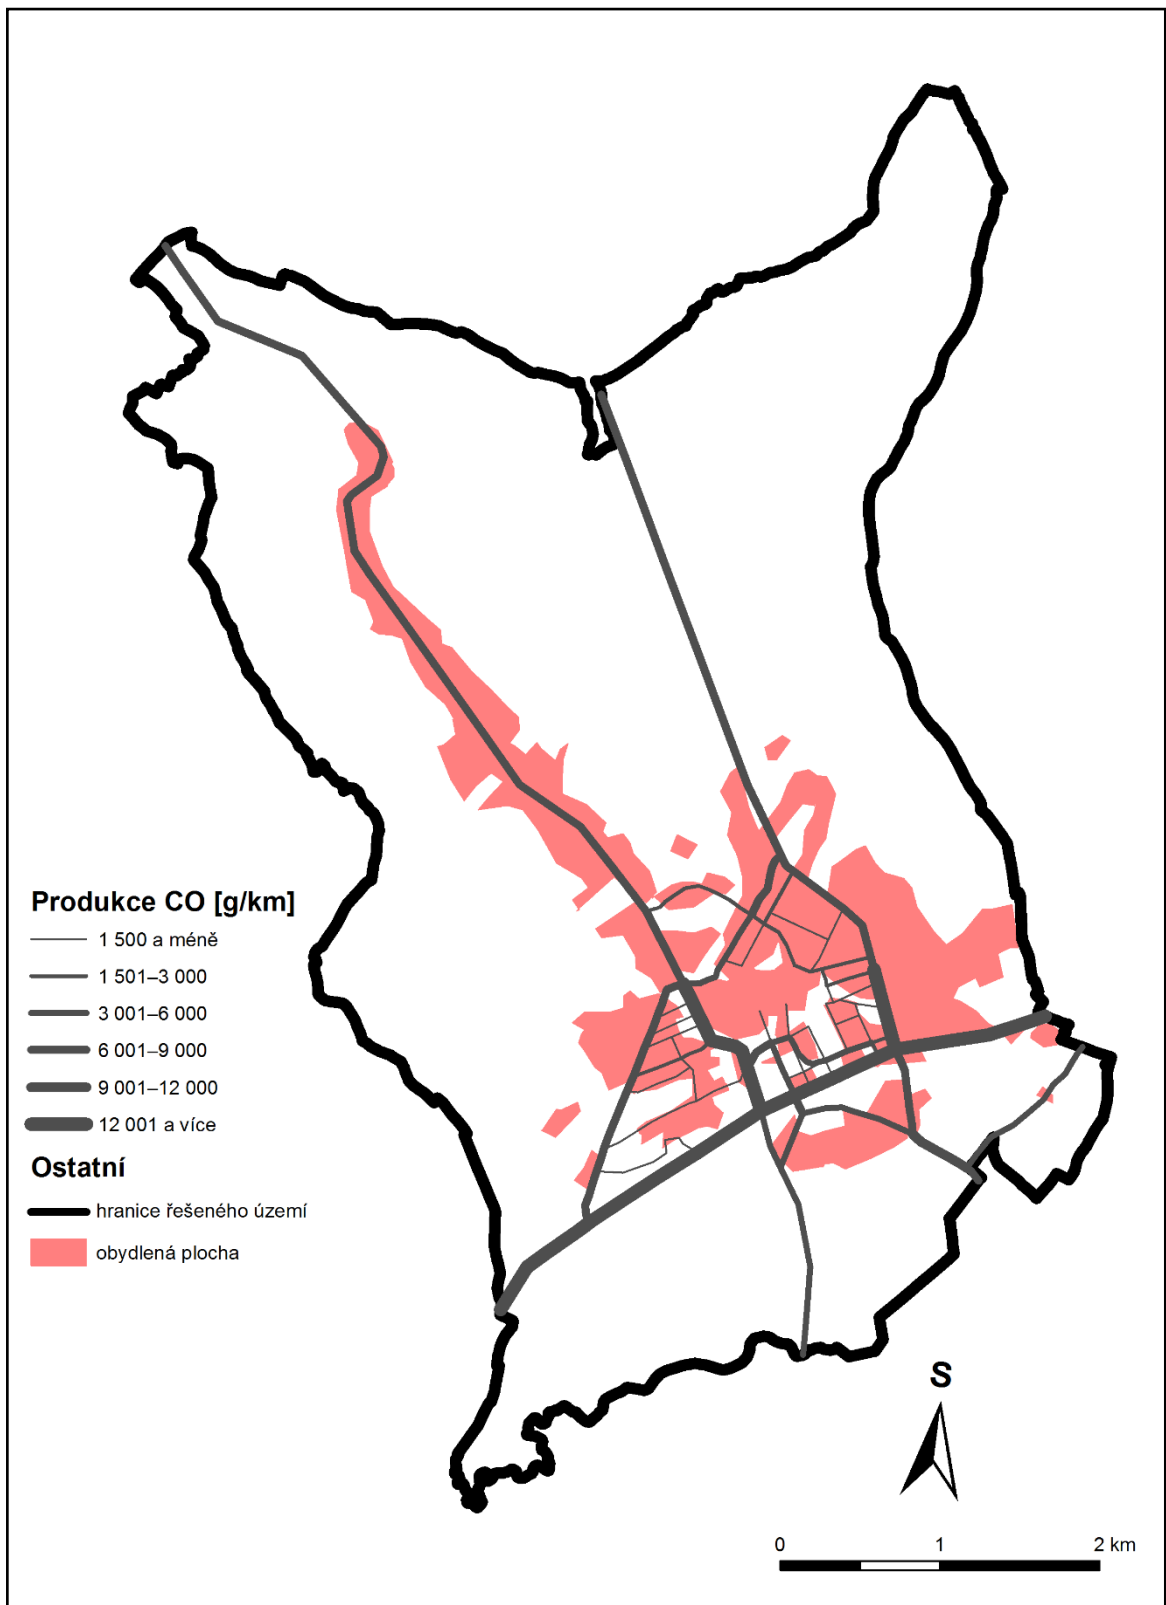 Produkce CO [g/km]
1 500 a méně
1 501–3 000
3 001–6 000
6 001–9 000
9 001–12 000
12 001 a více
Ostatní
hranice řešeného území
obydlená plocha
S
0 1 2 km